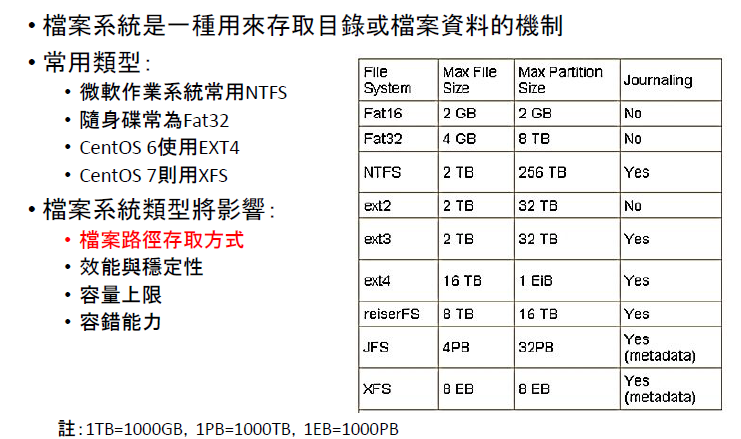 • 檔案系統是一種用來存取目錄或檔案資料的機制
• 常用類型：
• 微軟作業系統常用NTFS
• 隨身碟常為Fat32
• CentOS 6使用EXT4
• CentOS 7則用XFS
• 檔案系統類型將影響：
• 檔案路徑存取方式
• 效能與穩定性
• 容量上限
• 容錯能力
File System Max File Size Max Partition Size Journaling
Fat16 2 GB 2 GB No
Fat32 4 GB 8 TB No
NTFS 2 TB 256 TB Yes
ext2 2 TB 32 TB No
ext3 2 TB 32 TB Yes
ext4 16 TB 1 EiB Yes
reiserFS 8 TB 16 TB Yes
JFS 4PB 32PB Yes (metadata)
XFS 8 EB 8 EB Yes (metadata)
註：1TB=1000GB, 1PB=1000TB, 1EB=1000PB